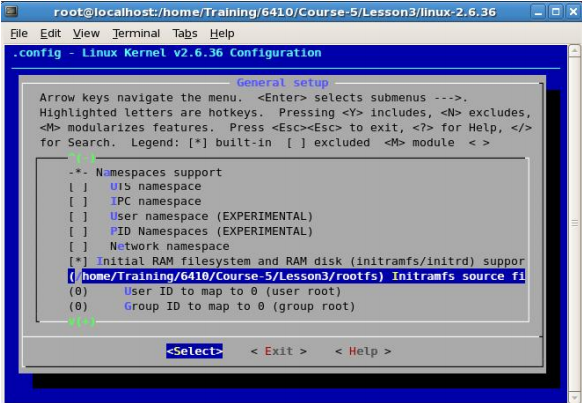 root@localhost:/home/Training/6410/Course-5/Lesson3/linux-2.6.36
File Edit View Terminal Tabs Help
.config - Linux Kernel v2.6.36 Configuration
General setup
Arrow keys navigate the menu. <Enter> selects submenus --->.
Highlighted letters are hotkeys. Pressing <Y> includes, <N> excludes,
<M> modularizes features. Press <Esc><Esc> to exit, <?> for Help, </>
for Search. Legend: [*] built-in [ ] excluded <M> module < >
^(-)
-*- Namespaces support
[ ] UTS namespace
[ ] IPC namespace
[ ] User namespace (EXPERIMENTAL)
[ ] PID Namespaces (EXPERIMENTAL)
[ ] Network namespace
[*] Initial RAM filesystem and RAM disk (initramfs/initrd) suppor
(/home/Training/6410/Course-5/Lesson3/rootfs) Initramfs source fi
(0) User ID to map to 0 (user root)
(0) Group ID to map to 0 (group root)
v(+)
<Select> < Exit > < Help >